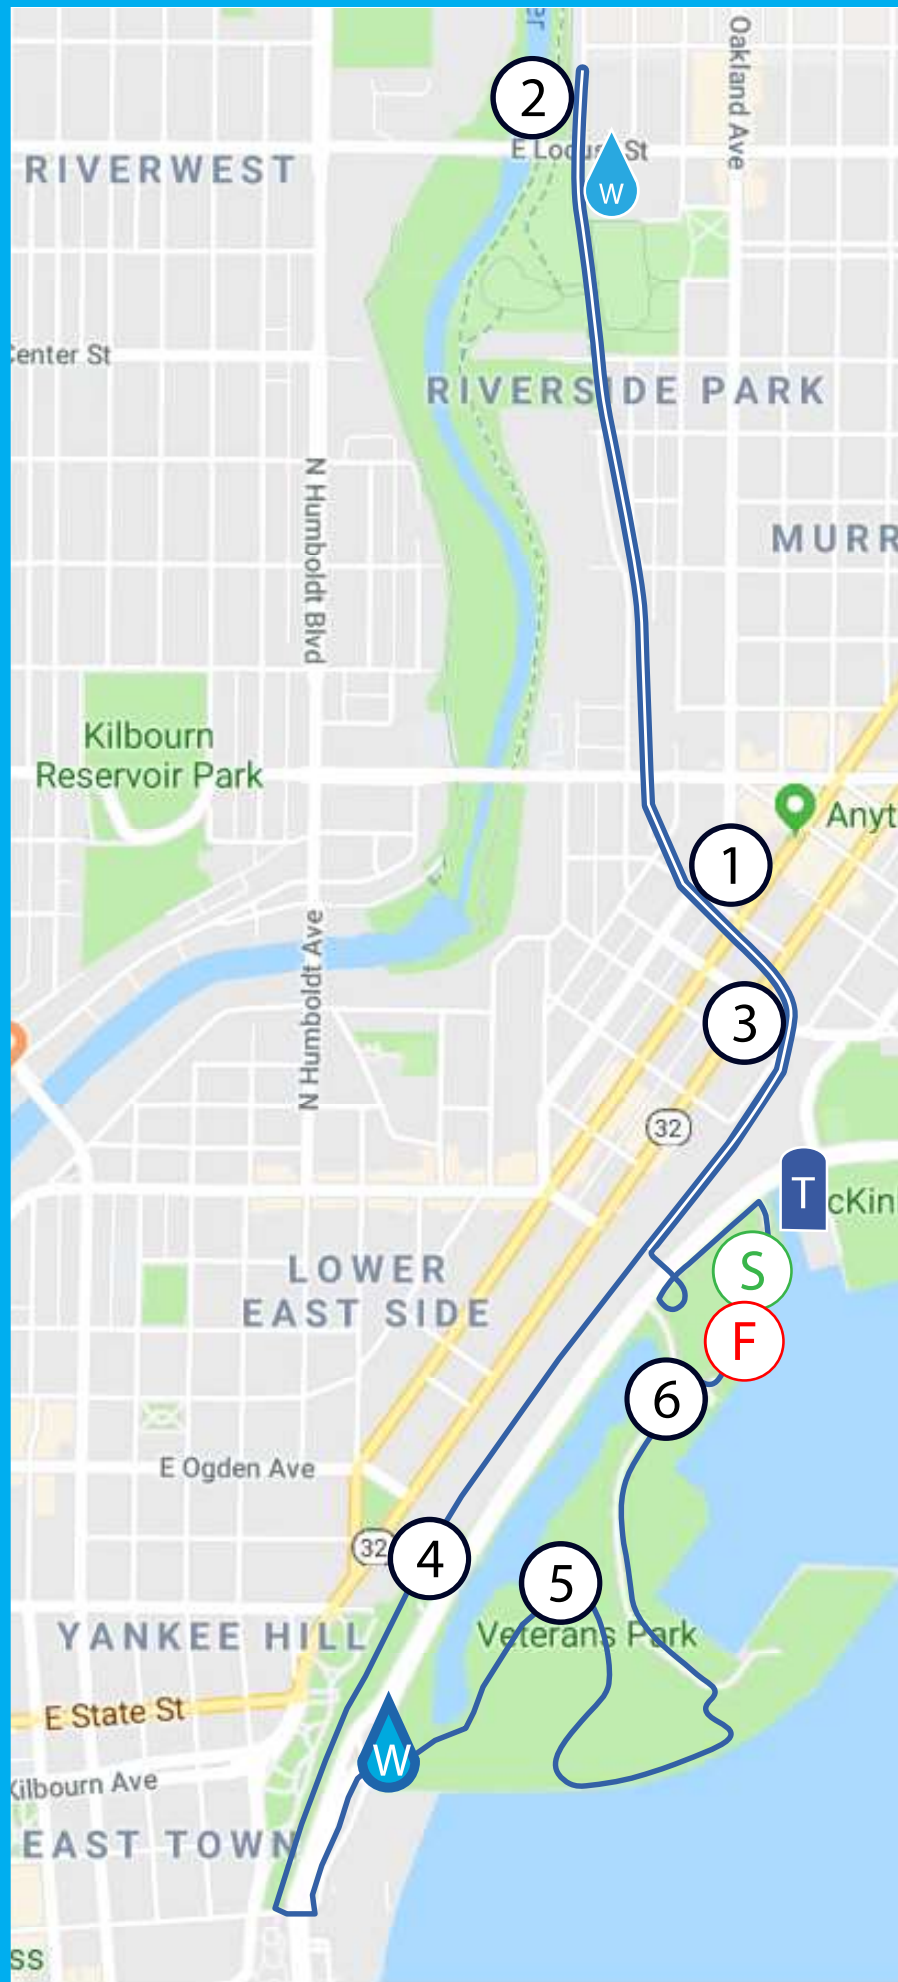 er
Oakland Ave
2
E Locust St
W
RIVERWEST
Center St
RIVERSIDE PARK
N Humboldt Blvd
MURR
Kilbourn
Reservoir Park
Anyt
1
N Humboldt Ave
3
32
T
cKin
S
LOWER
EAST SIDE
F
6
E Ogden Ave
32
4
5
YANKEE HILL
Veterans Park
E State St
W
Kilbourn Ave
EAST TOWN
ss